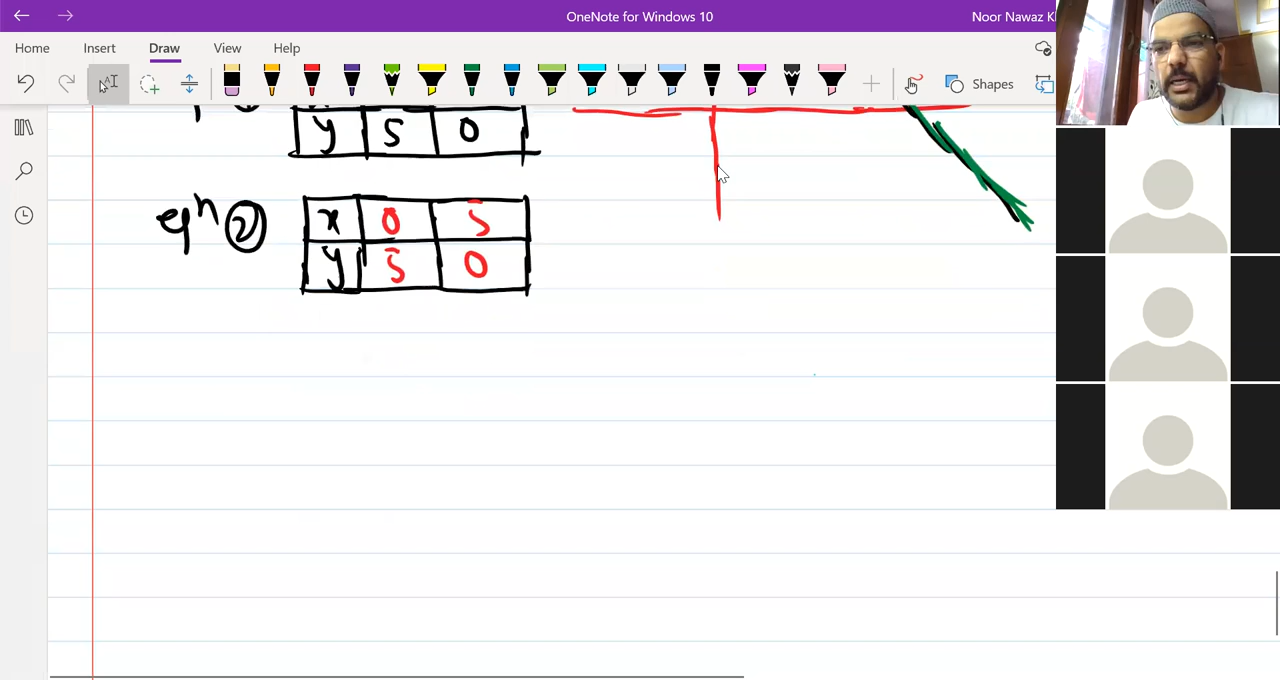 OneNote for Windows 10
Noor Nawaz K
Home Insert Draw View Help
Shapes
y 5 0
eqn ② x 0 5
y 5 0